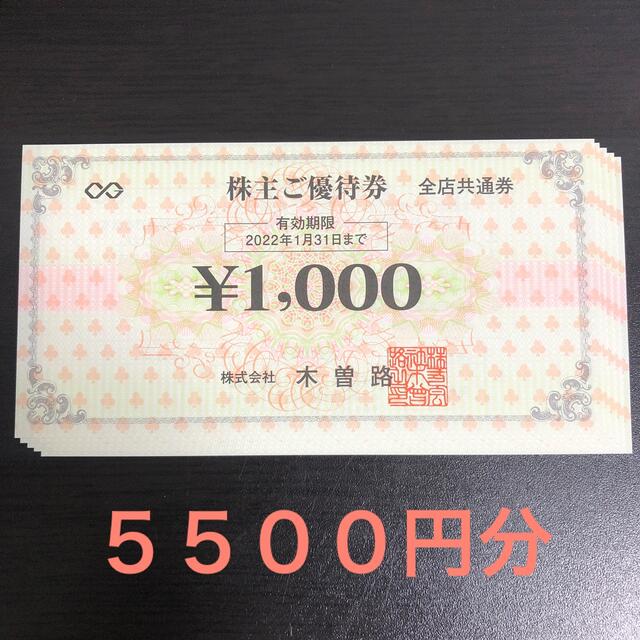 株主ご優待券 全店共通券
有効期限
2022年1月31日まで
¥1,000
株式会社 木曽路
５５００円分